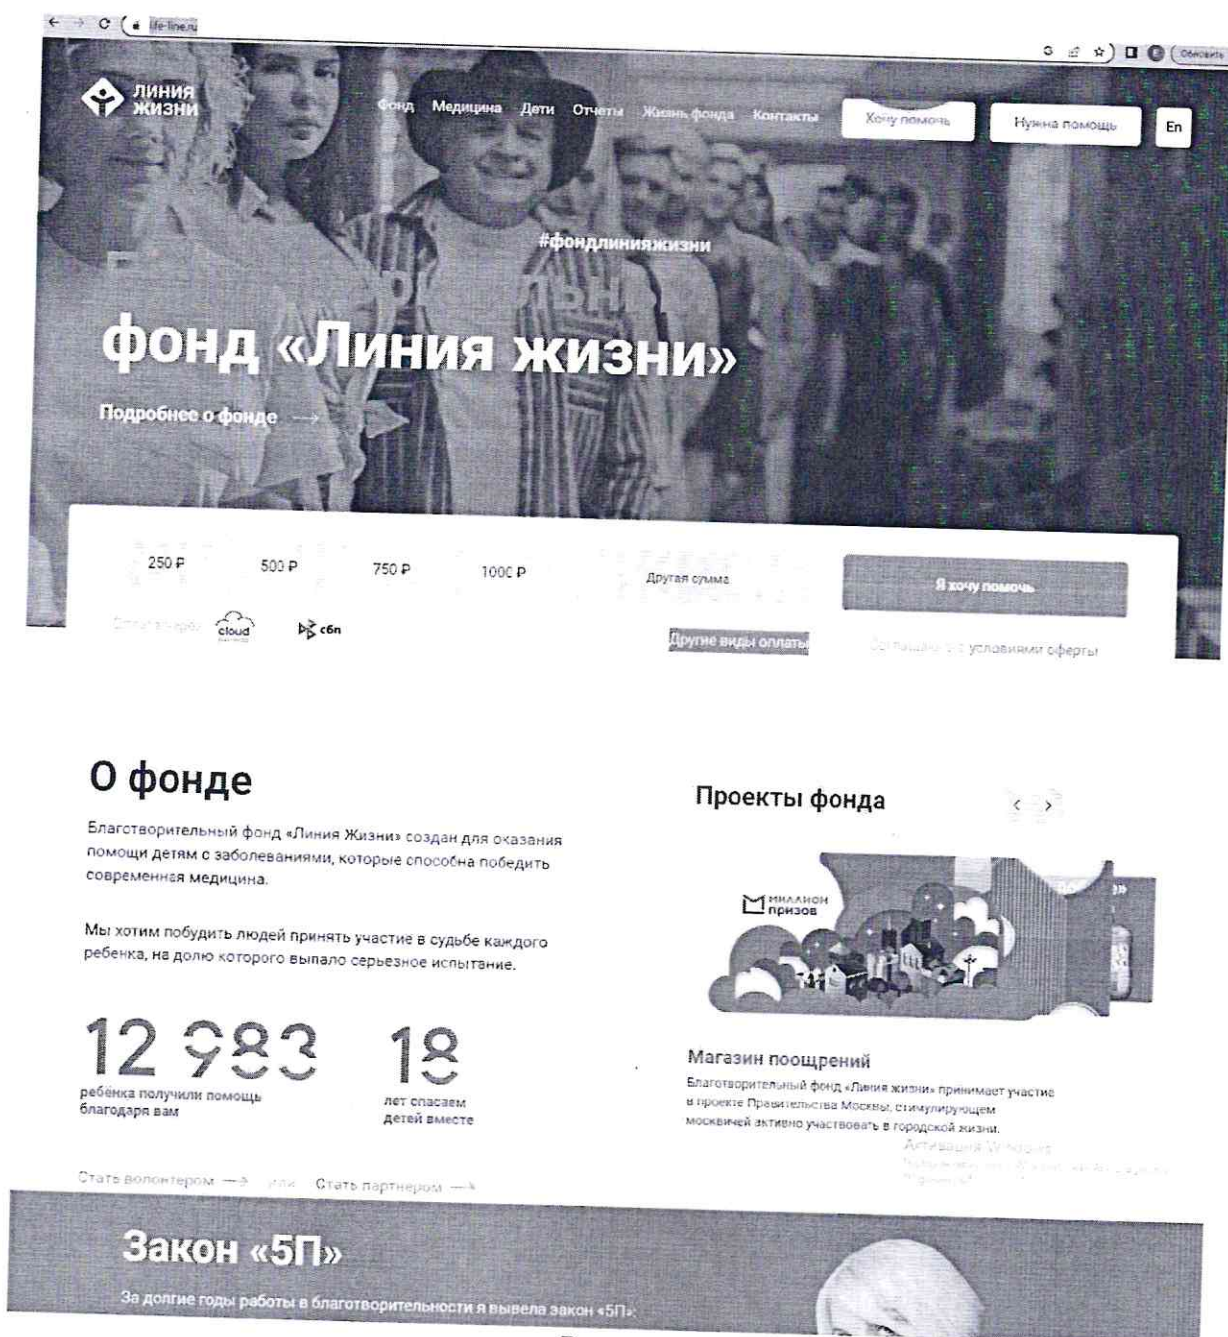 life-line.ru
Обновить
ЛИНИЯ
ЖИЗНИ
Фонд Медицина Дети Отчеты Жизнь фонда Контакты Хочу помочь Нужна помощь En
#фондлинияжизни
фонд «Линия жизни»
Подробнее о фонде →
250 ₽ 500 ₽ 750 ₽ 1000 ₽ Другая сумма Я хочу помочь
cloud сбп Другие виды оплаты условиями оферты
О фонде
Благотворительный фонд «Линия Жизни» создан для оказания
помощи детям с заболеваниями, которые способна победить
современная медицина.
Мы хотим побудить людей принять участие в судьбе каждого
ребенка, на долю которого выпало серьезное испытание.
12 983
ребёнка получили помощь
благодаря вам
18
лет спасаем
детей вместе
Стать волонтером → или Стать партнером →
Проекты фонда < >
МИЛЛИОН
ПРИЗОВ
Магазин поощрений
Благотворительный фонд «Линия жизни» принимает участие
в проекте Правительства Москвы, стимулирующем
москвичей активно участвовать в городской жизни.
Активация Windows
Закон «5П»
За долгие годы работы в благотворительности я вывела закон «5П»: